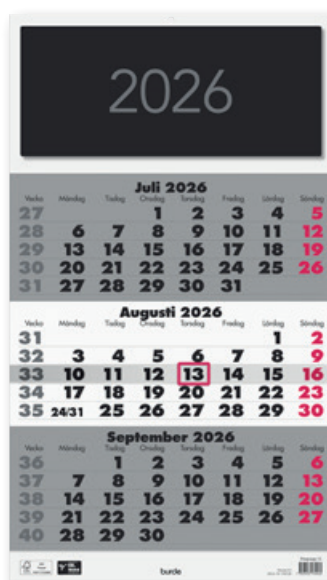 2026
Juli 2026
Vecka Måndag Tisdag Onsdag Torsdag Fredag Lördag Söndag
27 1 2 3 4 5
28 6 7 8 9 10 11 12
29 13 14 15 16 17 18 19
30 20 21 22 23 24 25 26
31 27 28 29 30 31
Augusti 2026
Vecka Måndag Tisdag Onsdag Torsdag Fredag Lördag Söndag
31 1 2
32 3 4 5 6 7 8 9
33 10 11 12 13 14 15 16
34 17 18 19 20 21 22 23
35 24/31 25 26 27 28 29 30
September 2026
Vecka Måndag Tisdag Onsdag Torsdag Fredag Lördag Söndag
36 1 2 3 4 5 6
37 7 8 9 10 11 12 13
38 14 15 16 17 18 19 20
39 21 22 23 24 25 26 27
40 28 29 30
burde